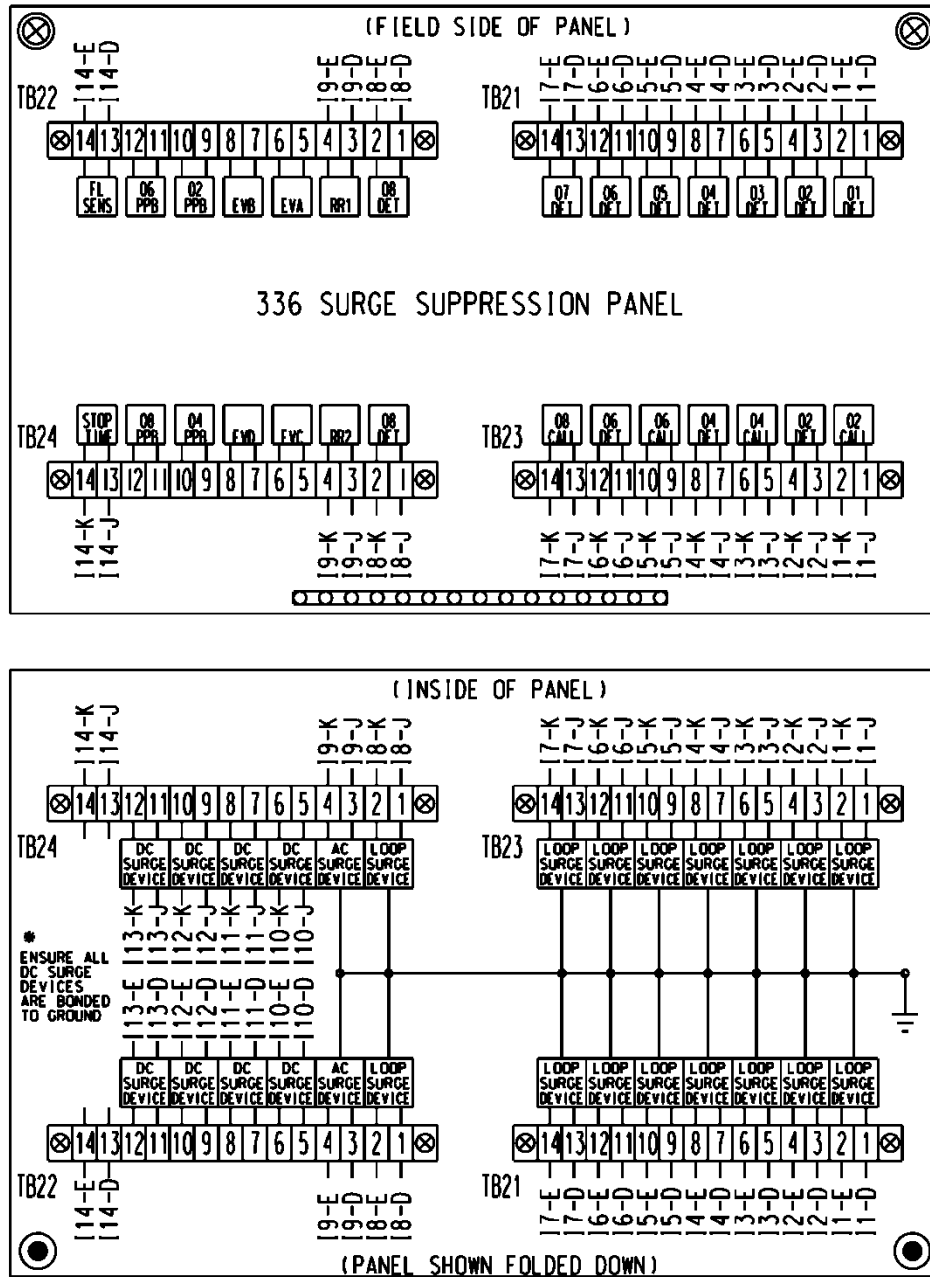 (FIELD SIDE OF PANEL)
I14-E I14-D I9-E I9-D I8-E I8-D
TB22
14 13 12 11 10 9 8 7 6 5 4 3 2 1
FL SENS
06 PPB
02 PPB
EVB
EVA
RR1
08 DET
I7-E I7-D I6-E I6-D I5-E I5-D I4-E I4-D I3-E I3-D I2-E I2-D I1-E I1-D
TB21
14 13 12 11 10 9 8 7 6 5 4 3 2 1
07 DET
06 DET
05 DET
04 DET
03 DET
02 DET
01 DET
336 SURGE SUPPRESSION PANEL
STOP TIME
08 PPB
04 PPB
EVD
EVC
RR2
08 DET
TB24
14 13 12 11 10 9 8 7 6 5 4 3 2 1
I14-K I14-J I9-K I9-J I8-K I8-J
08 CALL
06 DET
06 CALL
04 DET
04 CALL
02 DET
02 CALL
TB23
14 13 12 11 10 9 8 7 6 5 4 3 2 1
I7-K I7-J I6-K I6-J I5-K I5-J I4-K I4-J I3-K I3-J I2-K I2-J I1-K I1-J
(INSIDE OF PANEL)
I14-K I14-J I9-K I9-J I8-K I8-J
14 13 12 11 10 9 8 7 6 5 4 3 2 1
TB24
DC SURGE DEVICE
DC SURGE DEVICE
DC SURGE DEVICE
DC SURGE DEVICE
AC SURGE DEVICE
LOOP SURGE DEVICE
I13-K I13-J I12-K I12-J I11-K I11-J I10-K I10-J
I7-K I7-J I6-K I6-J I5-K I5-J I4-K I4-J I3-K I3-J I2-K I2-J I1-K I1-J
14 13 12 11 10 9 8 7 6 5 4 3 2 1
TB23
LOOP SURGE DEVICE
LOOP SURGE DEVICE
LOOP SURGE DEVICE
LOOP SURGE DEVICE
LOOP SURGE DEVICE
LOOP SURGE DEVICE
LOOP SURGE DEVICE
*
ENSURE ALL
DC SURGE
DEVICES
ARE BONDED
TO GROUND
I13-E I13-D I12-E I12-D I11-E I11-D I10-E I10-D
DC SURGE DEVICE
DC SURGE DEVICE
DC SURGE DEVICE
DC SURGE DEVICE
AC SURGE DEVICE
LOOP SURGE DEVICE
14 13 12 11 10 9 8 7 6 5 4 3 2 1
TB22
I14-E I14-D I9-E I9-D I8-E I8-D
LOOP SURGE DEVICE
LOOP SURGE DEVICE
LOOP SURGE DEVICE
LOOP SURGE DEVICE
LOOP SURGE DEVICE
LOOP SURGE DEVICE
LOOP SURGE DEVICE
14 13 12 11 10 9 8 7 6 5 4 3 2 1
TB21
I7-E I7-D I6-E I6-D I5-E I5-D I4-E I4-D I3-E I3-D I2-E I2-D I1-E I1-D
(PANEL SHOWN FOLDED DOWN)